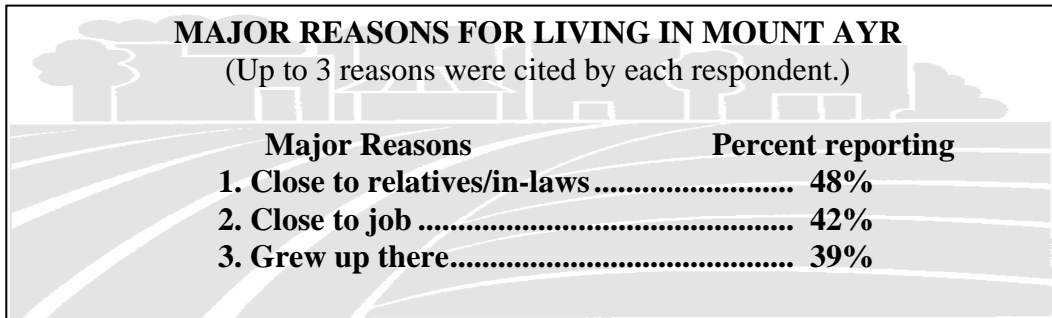 MAJOR REASONS FOR LIVING IN MOUNT AYR
(Up to 3 reasons were cited by each respondent.)
Major Reasons Percent reporting
1. Close to relatives/in-laws......................... 48%
2. Close to job ................................................ 42%
3. Grew up there............................................ 39%